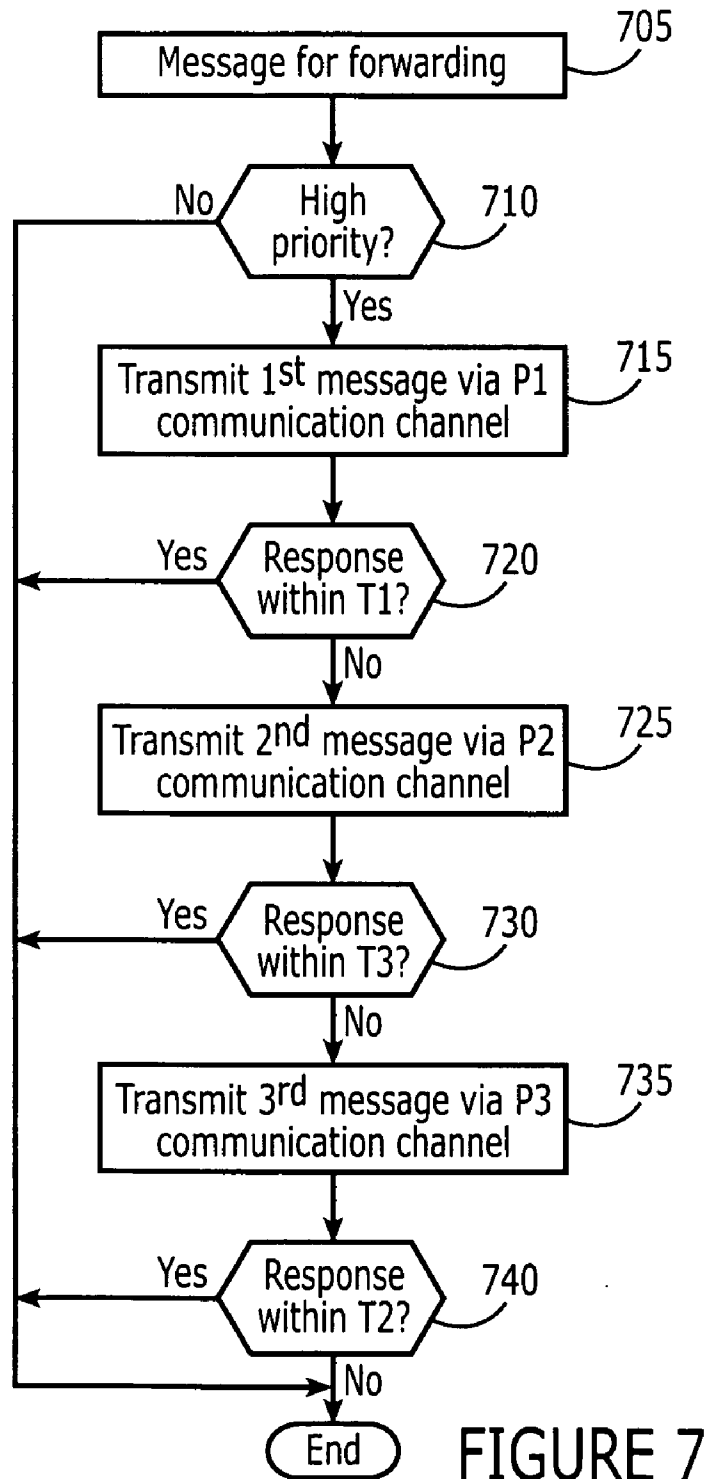 705
Message for forwarding
No
High
priority?
710
Yes
715
Transmit 1st message via P1
communication channel
Yes
Response
within T1?
720
No
725
Transmit 2nd message via P2
communication channel
Yes
Response
within T3?
730
No
735
Transmit 3rd message via P3
communication channel
Yes
Response
within T2?
740
No
End
FIGURE 7